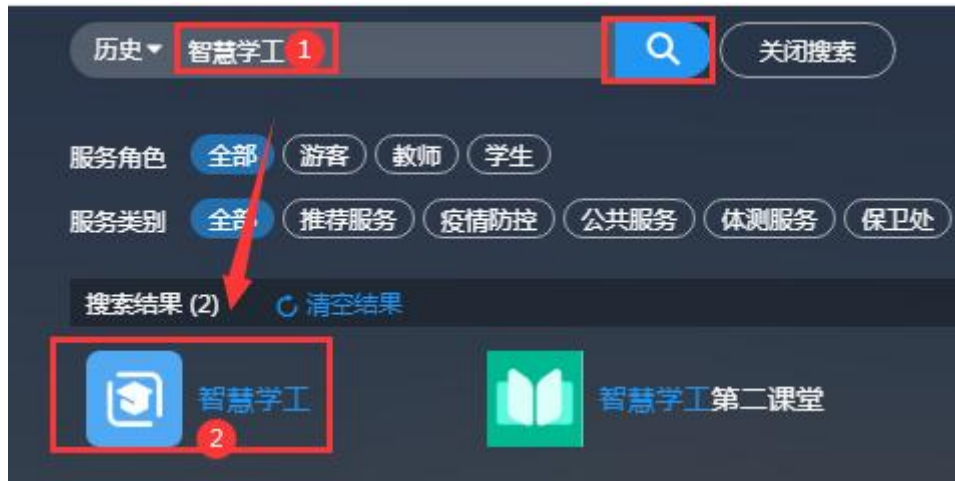 历史 智慧学工 1 关闭搜索
服务角色 全部 游客 教师 学生
服务类别 全部 推荐服务 疫情防控 公共服务 体测服务 保卫处
搜索结果 (2) 清空结果
智慧学工 智慧学工第二课堂
2